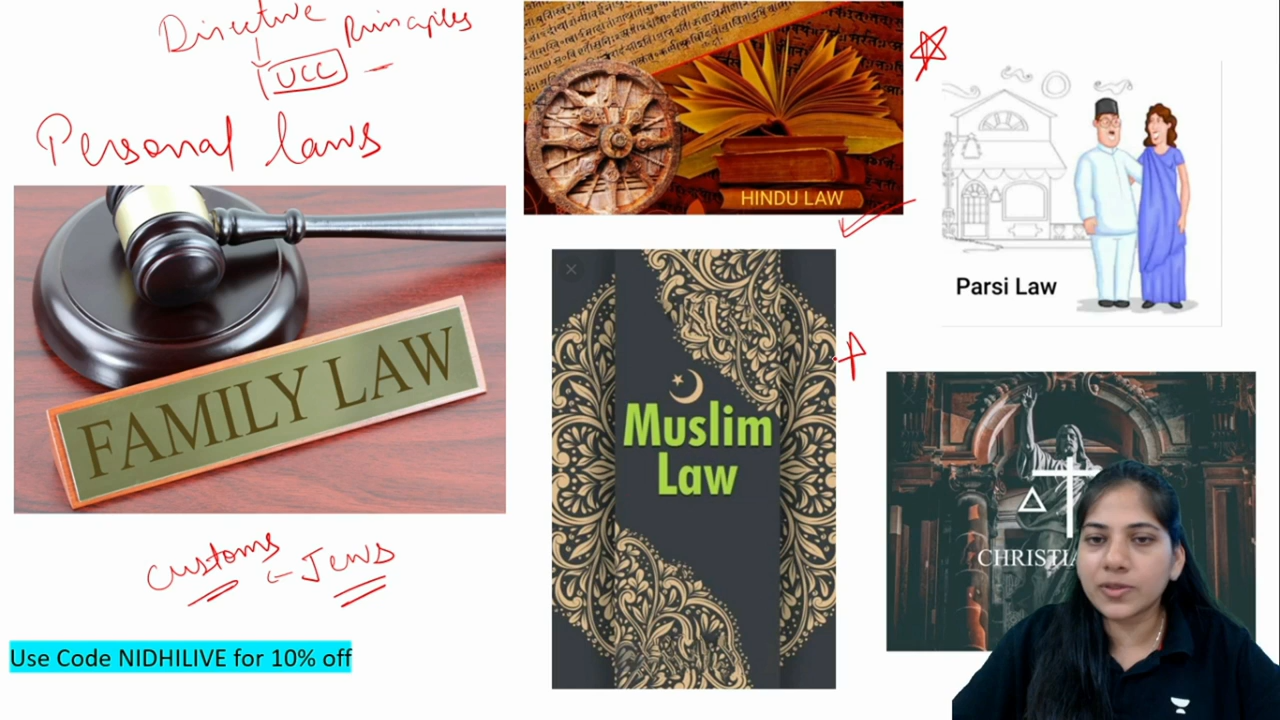 Directive Principles
UCC
Personal laws
HINDU LAW
Parsi Law
FAMILY LAW
Muslim
Law
customs Jews
Use Code NIDHILIVE for 10% off